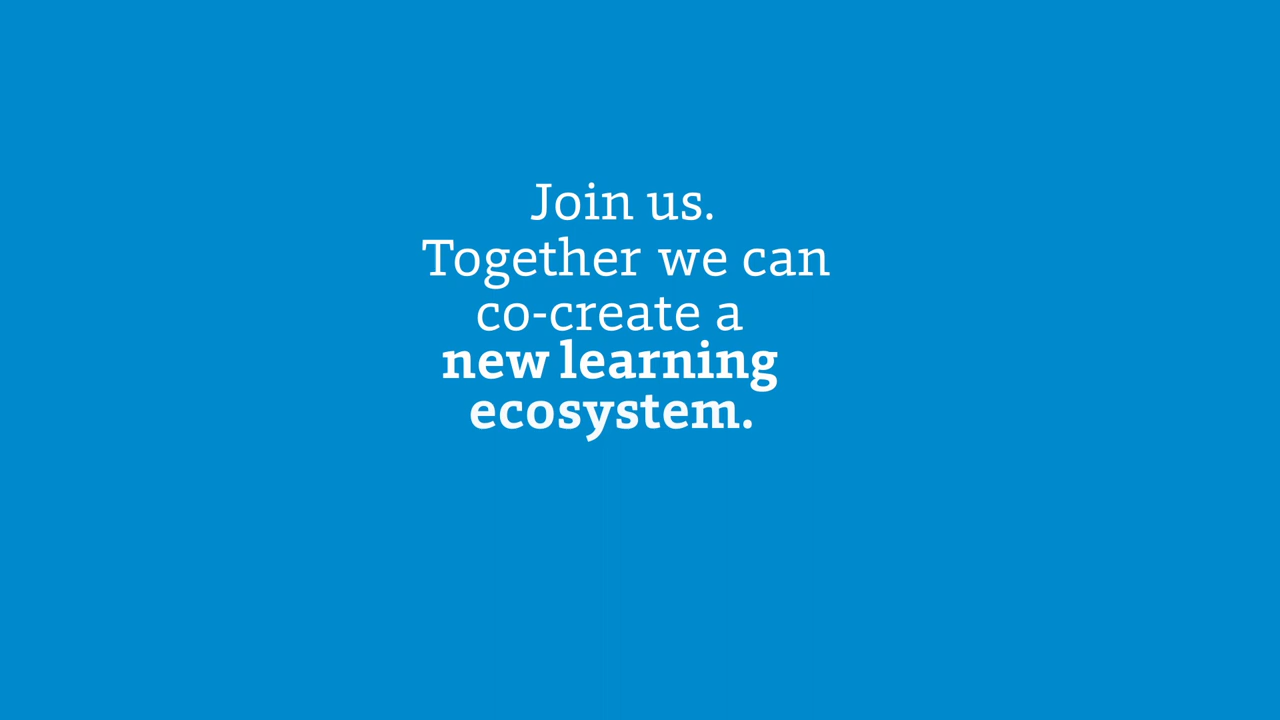 Join us.
Together we can
co-create a
new learning
ecosystem.